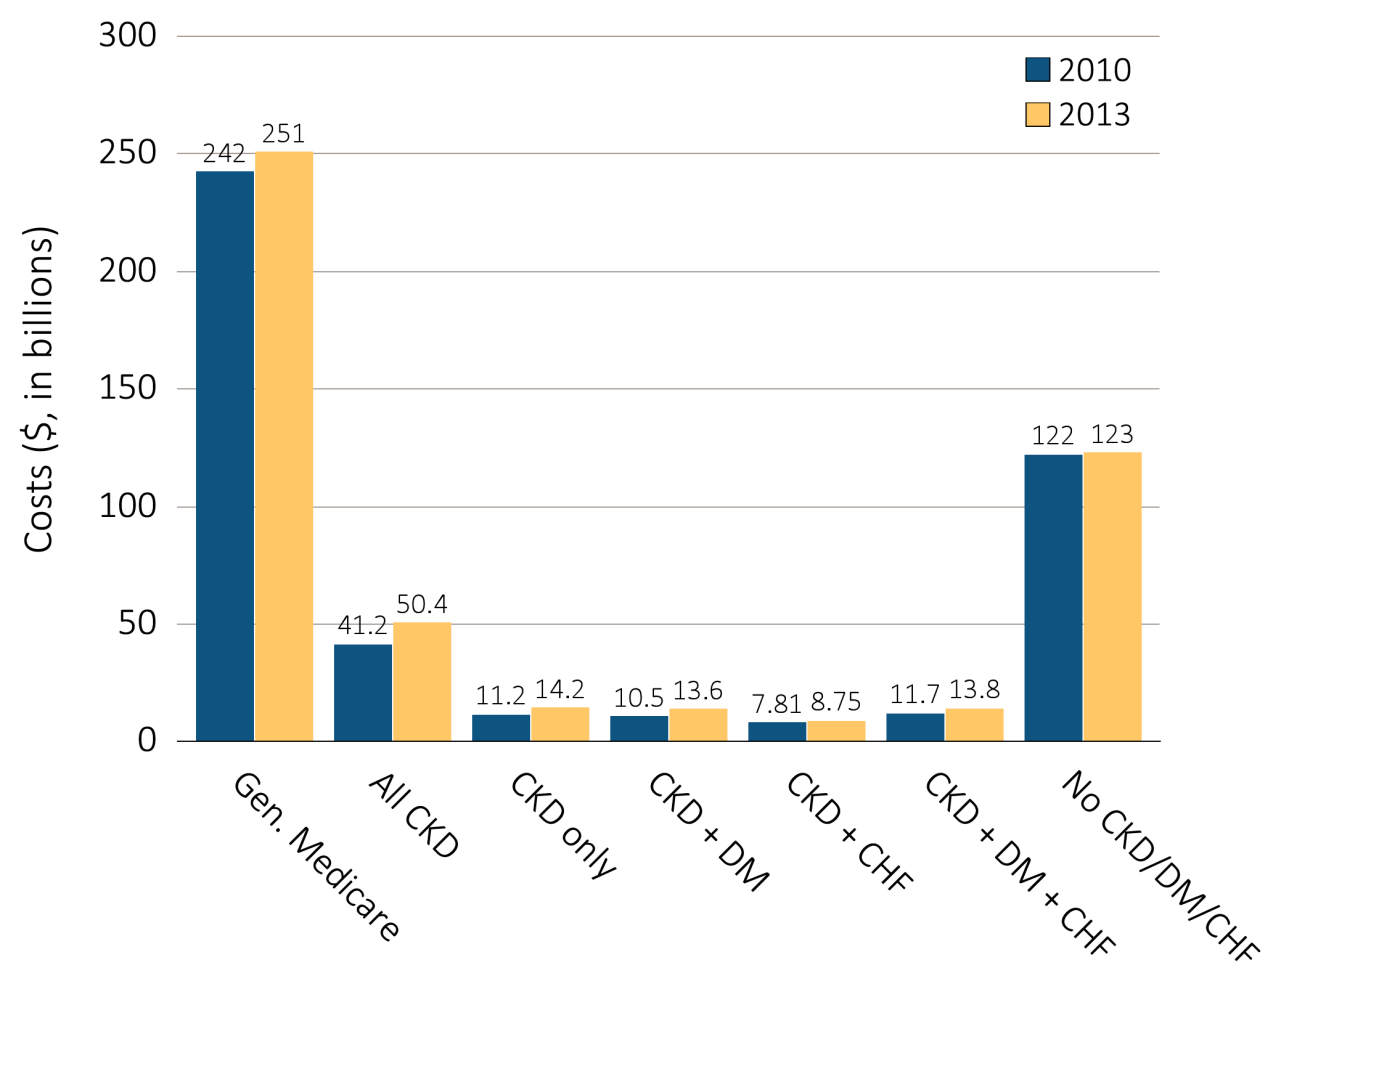 Costs ($, in billions)
300
250
200
150
100
50
0
2010
2013
242 251
41.2 50.4
11.2 14.2
10.5 13.6
7.81 8.75
11.7 13.8
122 123
Gen. Medicare
All CKD
CKD only
CKD + DM
CKD + CHF
CKD + DM + CHF
No CKD/DM/CHF